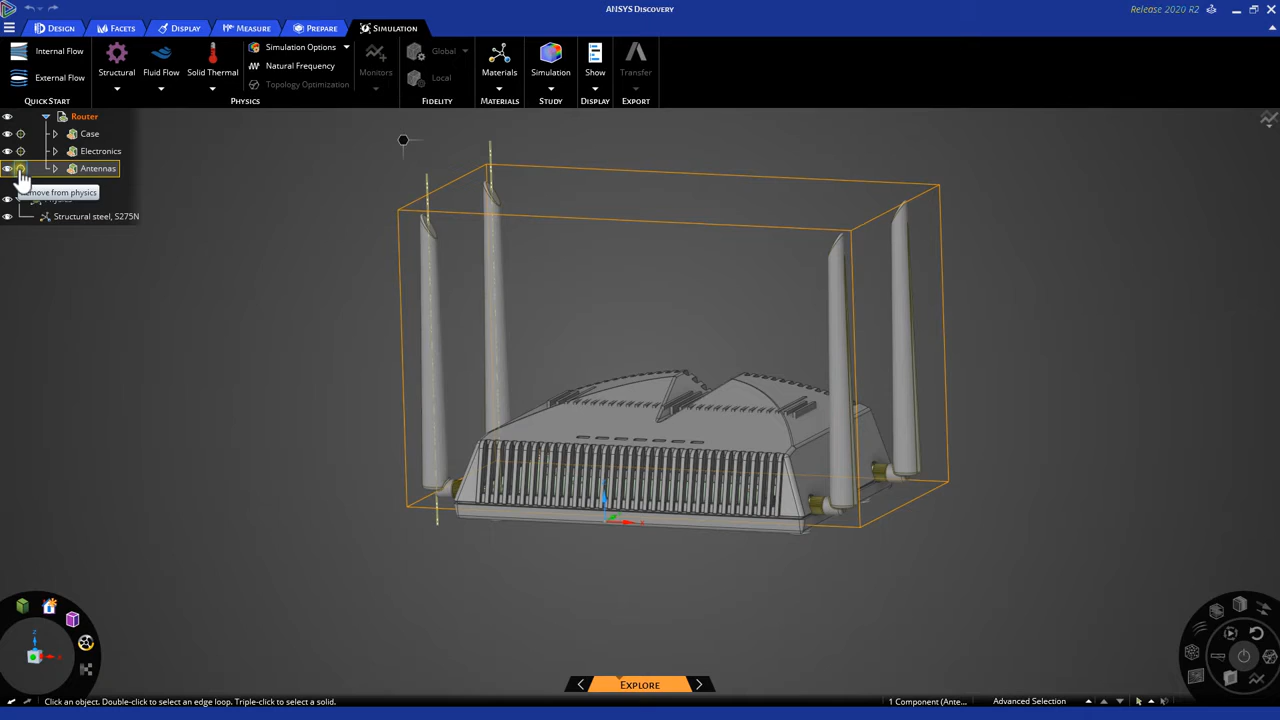 ANSYS Discovery
Release 2020 R2
Design
Facets
Display
Measure
Prepare
Simulation
Internal Flow
External Flow
Quick Start
Structural
Fluid Flow
Solid Thermal
Simulation Options
Natural Frequency
Topology Optimization
Physics
Monitors
Global
Local
Fidelity
Materials
Materials
Simulation
Study
Show
Display
Transfer
Export
Router
Case
Electronics
Antennas
move from physics
Structural steel, S275N
z
x
x
Explore
Click an object. Double-click to select an edge loop. Triple-click to select a solid.
1 Component (Ante...
Advanced Selection